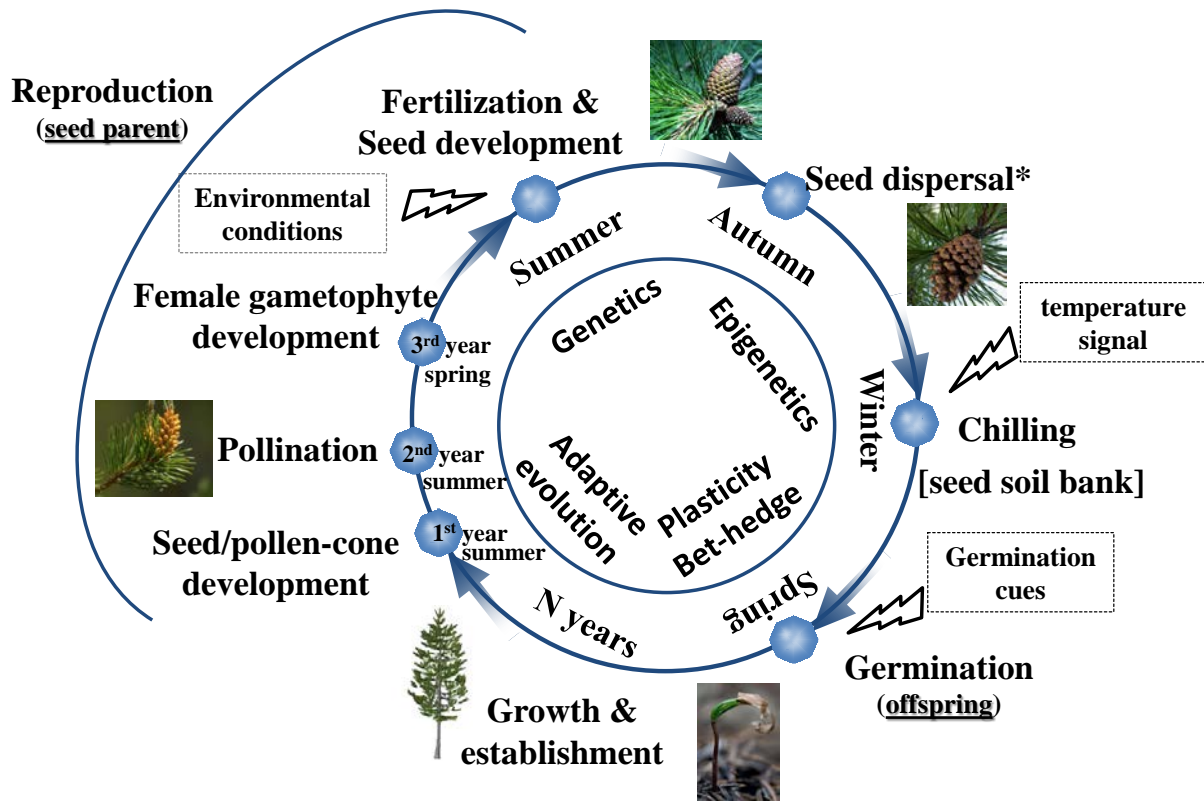 Reproduction
(seed parent)
Fertilization &
Seed development
Environmental
conditions
Seed dispersal*
Summer
Autumn
Female gametophyte
development
3rd year
spring
Genetics
Epigenetics
temperature
signal
Winter
Chilling
[seed soil bank]
Pollination
2nd year
summer
Adaptive
evolution
Plasticity
Bet-hedge
Seed/pollen-cone
development
1st year
summer
Germination
cues
Spring
N years
Germination
(offspring)
Growth &
establishment